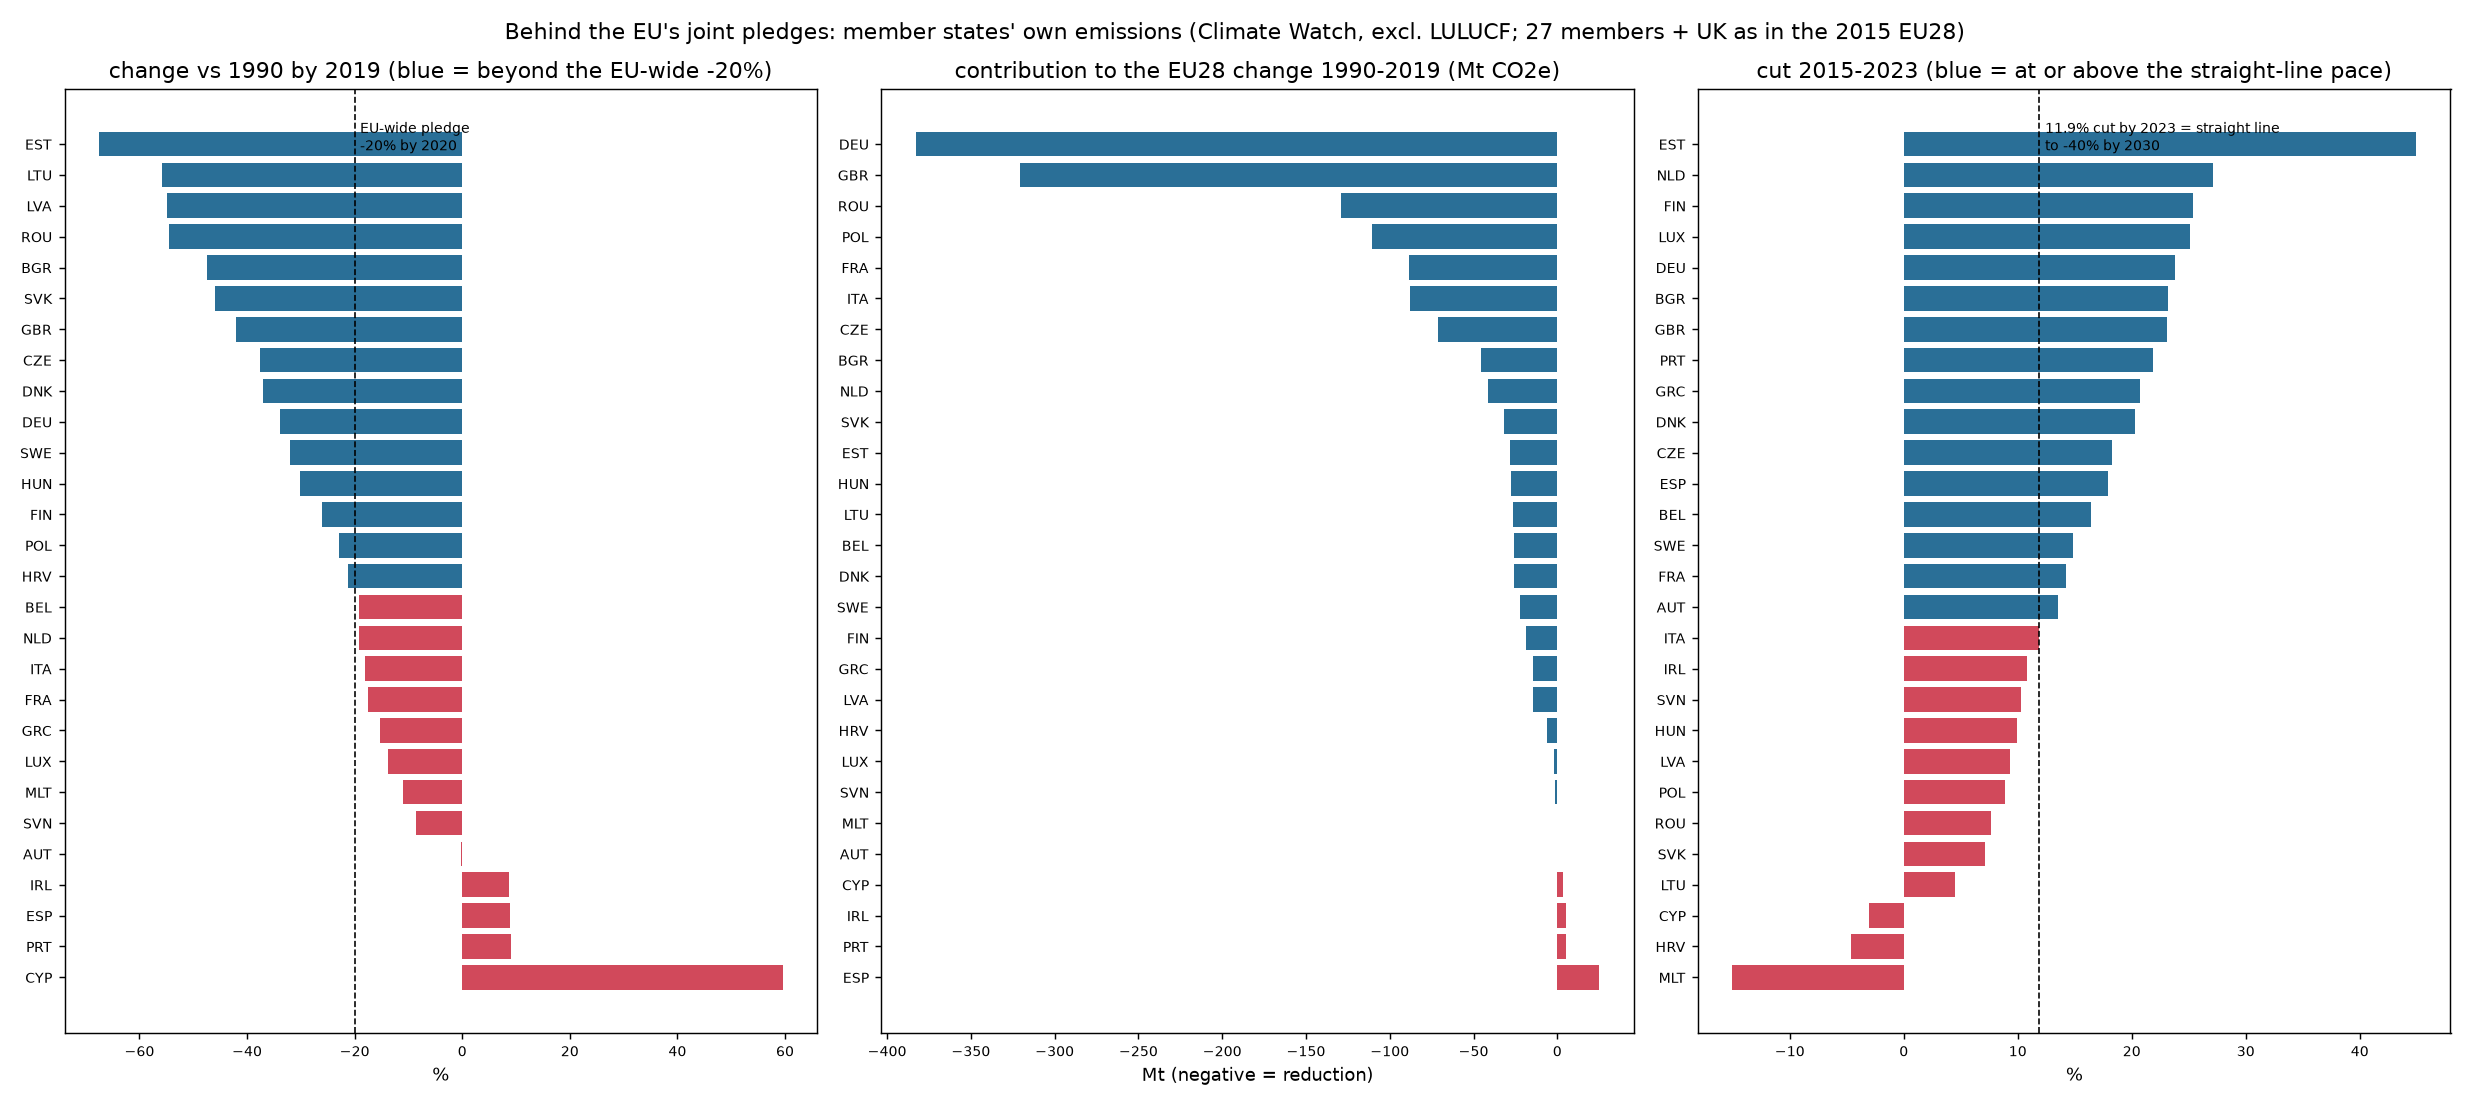 Behind the EU's joint pledges: member states' own emissions (Climate Watch, excl. LULUCF; 27 members + UK as in the 2015 EU28)
change vs 1990 by 2019 (blue = beyond the EU-wide -20%)
EU-wide pledge
-20% by 2020
EST
LTU
LVA
ROU
BGR
SVK
GBR
CZE
DNK
DEU
SWE
HUN
FIN
POL
HRV
BEL
NLD
ITA
FRA
GRC
LUX
MLT
SVN
AUT
IRL
ESP
PRT
CYP
−60 −40 −20 0 20 40 60
%
contribution to the EU28 change 1990-2019 (Mt CO2e)
DEU
GBR
ROU
POL
FRA
ITA
CZE
BGR
NLD
SVK
EST
HUN
LTU
BEL
DNK
SWE
FIN
GRC
LVA
HRV
LUX
SVN
MLT
AUT
CYP
IRL
PRT
ESP
−400 −350 −300 −250 −200 −150 −100 −50 0
Mt (negative = reduction)
cut 2015-2023 (blue = at or above the straight-line pace)
11.9% cut by 2023 = straight line
to -40% by 2030
EST
NLD
FIN
LUX
DEU
BGR
GBR
PRT
GRC
DNK
CZE
ESP
BEL
SWE
FRA
AUT
ITA
IRL
SVN
HUN
LVA
POL
ROU
SVK
LTU
CYP
HRV
MLT
−10 0 10 20 30 40
%